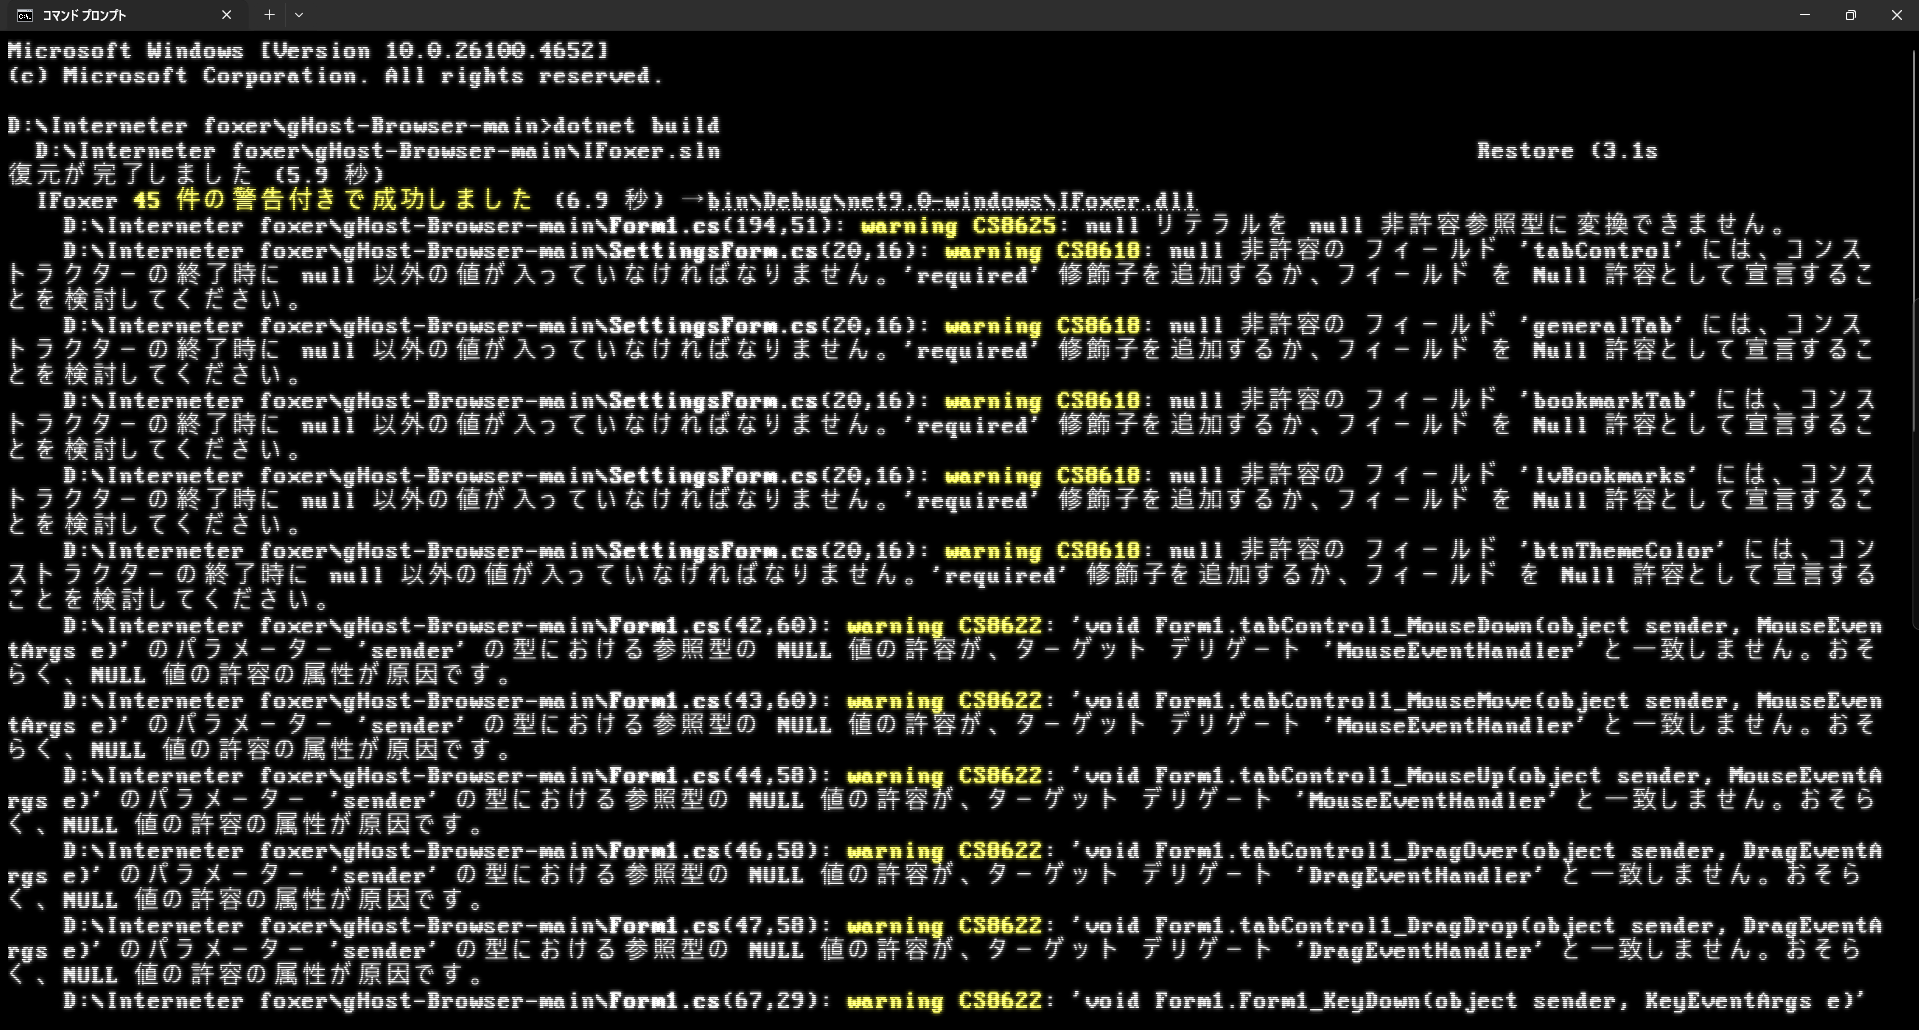 コマンド プロンプト
Microsoft Windows [Version 10.0.26100.4652]
(c) Microsoft Corporation. All rights reserved.
D:\Interneter foxer\gHost-Browser-main>dotnet build
D:\Interneter foxer\gHost-Browser-main\IFoxer.sln Restore (3.1s
復元が完了しました (5.9 秒)
IFoxer 45 件の警告付きで成功しました (6.9 秒) →bin\Debug\net9.0-windows\IFoxer.dll
D:\Interneter foxer\gHost-Browser-main\Form1.cs(194,51): warning CS8625: null リテラルを null 非許容参照型に変換できません。
D:\Interneter foxer\gHost-Browser-main\SettingsForm.cs(20,16): warning CS8618: null 非許容の フィールド 'tabControl' には、コンス
トラクターの終了時に null 以外の値が入っていなければなりません。'required' 修飾子を追加するか、フィールド を Null 許容として宣言するこ
とを検討してください。
D:\Interneter foxer\gHost-Browser-main\SettingsForm.cs(20,16): warning CS8618: null 非許容の フィールド 'generalTab' には、コンス
トラクターの終了時に null 以外の値が入っていなければなりません。'required' 修飾子を追加するか、フィールド を Null 許容として宣言するこ
とを検討してください。
D:\Interneter foxer\gHost-Browser-main\SettingsForm.cs(20,16): warning CS8618: null 非許容の フィールド 'bookmarkTab' には、コンス
トラクターの終了時に null 以外の値が入っていなければなりません。'required' 修飾子を追加するか、フィールド を Null 許容として宣言するこ
とを検討してください。
D:\Interneter foxer\gHost-Browser-main\SettingsForm.cs(20,16): warning CS8618: null 非許容の フィールド 'lvBookmarks' には、コンス
トラクターの終了時に null 以外の値が入っていなければなりません。'required' 修飾子を追加するか、フィールド を Null 許容として宣言するこ
とを検討してください。
D:\Interneter foxer\gHost-Browser-main\SettingsForm.cs(20,16): warning CS8618: null 非許容の フィールド 'btnThemeColor' には、コン
ストラクターの終了時に null 以外の値が入っていなければなりません。'required' 修飾子を追加するか、フィールド を Null 許容として宣言する
ことを検討してください。
D:\Interneter foxer\gHost-Browser-main\Form1.cs(42,60): warning CS8622: 'void Form1.tabControl1_MouseDown(object sender, MouseEven
tArgs e)' のパラメーター 'sender' の型における参照型の NULL 値の許容が、ターゲット デリゲート 'MouseEventHandler' と一致しません。おそ
らく、NULL 値の許容の属性が原因です。
D:\Interneter foxer\gHost-Browser-main\Form1.cs(43,60): warning CS8622: 'void Form1.tabControl1_MouseMove(object sender, MouseEven
tArgs e)' のパラメーター 'sender' の型における参照型の NULL 値の許容が、ターゲット デリゲート 'MouseEventHandler' と一致しません。おそ
らく、NULL 値の許容の属性が原因です。
D:\Interneter foxer\gHost-Browser-main\Form1.cs(44,58): warning CS8622: 'void Form1.tabControl1_MouseUp(object sender, MouseEventA
rgs e)' のパラメーター 'sender' の型における参照型の NULL 値の許容が、ターゲット デリゲート 'MouseEventHandler' と一致しません。おそら
く、NULL 値の許容の属性が原因です。
D:\Interneter foxer\gHost-Browser-main\Form1.cs(46,58): warning CS8622: 'void Form1.tabControl1_DragOver(object sender, DragEventA
rgs e)' のパラメーター 'sender' の型における参照型の NULL 値の許容が、ターゲット デリゲート 'DragEventHandler' と一致しません。おそら
く、NULL 値の許容の属性が原因です。
D:\Interneter foxer\gHost-Browser-main\Form1.cs(47,58): warning CS8622: 'void Form1.tabControl1_DragDrop(object sender, DragEventA
rgs e)' のパラメーター 'sender' の型における参照型の NULL 値の許容が、ターゲット デリゲート 'DragEventHandler' と一致しません。おそら
く、NULL 値の許容の属性が原因です。
D:\Interneter foxer\gHost-Browser-main\Form1.cs(67,29): warning CS8622: 'void Form1.Form1_KeyDown(object sender, KeyEventArgs e)'